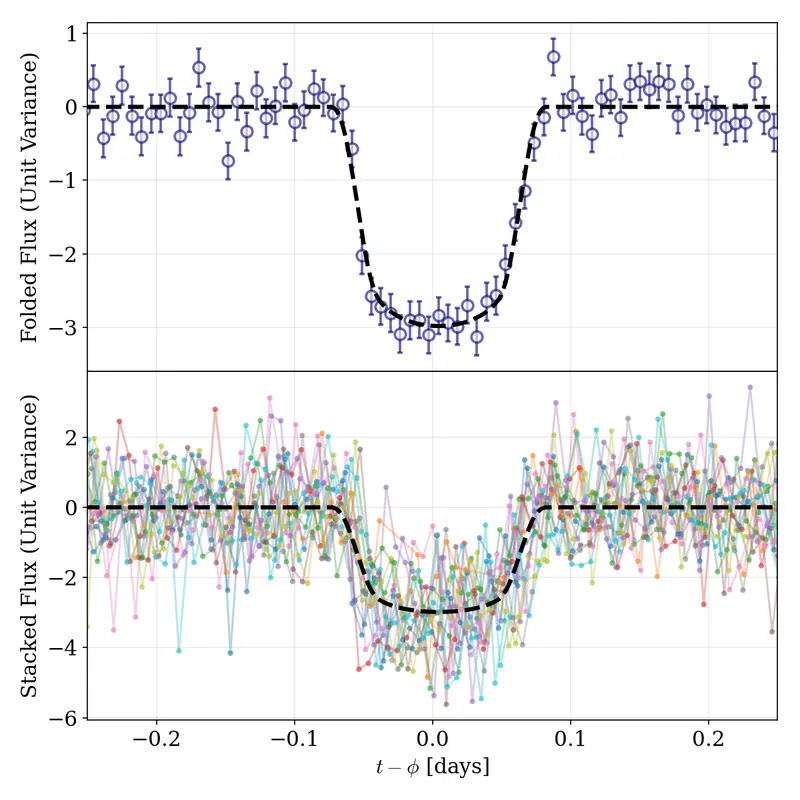 Folded Flux (Unit Variance)
1
0
−1
−2
−3
Stacked Flux (Unit Variance)
2
0
−2
−4
−6
−0.2 −0.1 0.0 0.1 0.2
t − ϕ [days]